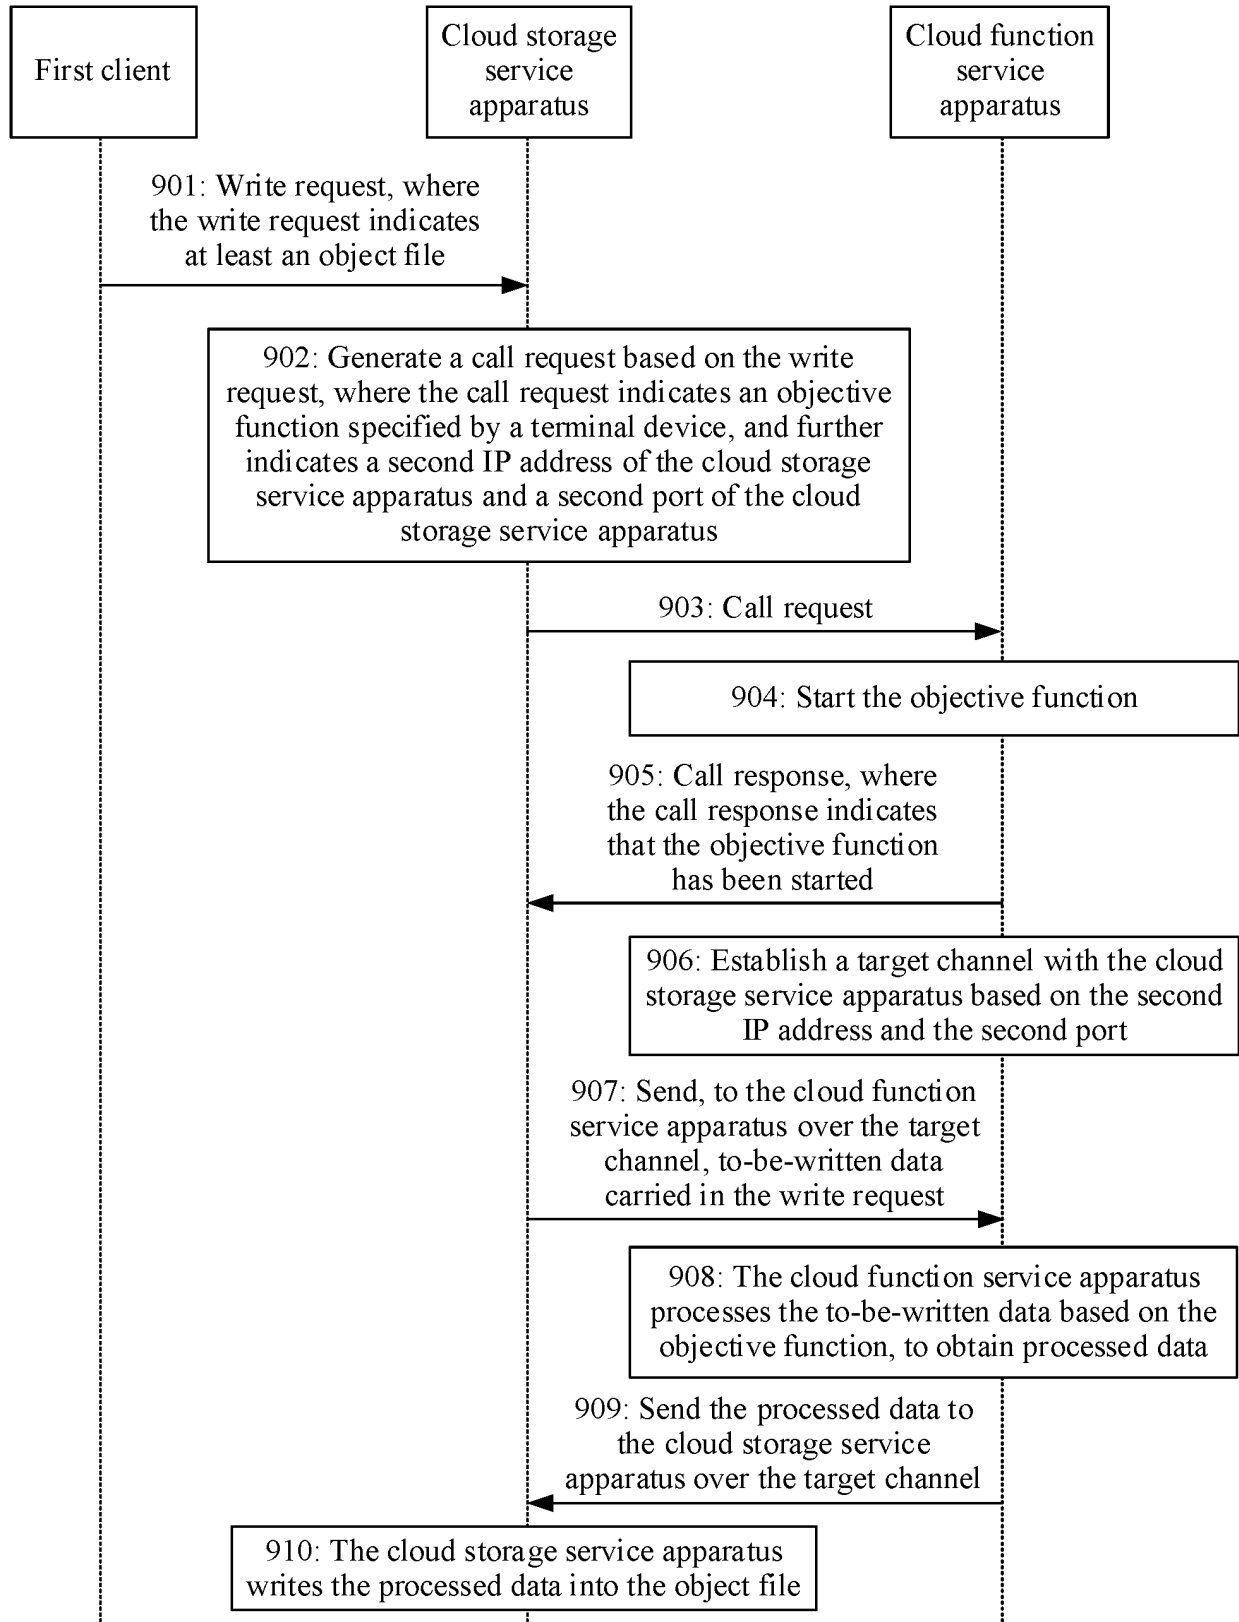 First client
Cloud storage
service
apparatus
Cloud function
service
apparatus
901: Write request, where
the write request indicates
at least an object file
902: Generate a call request based on the write
request, where the call request indicates an objective
function specified by a terminal device, and further
indicates a second IP address of the cloud storage
service apparatus and a second port of the cloud
storage service apparatus
903: Call request
904: Start the objective function
905: Call response, where
the call response indicates
that the objective function
has been started
906: Establish a target channel with the cloud
storage service apparatus based on the second
IP address and the second port
907: Send, to the cloud function
service apparatus over the target
channel, to-be-written data
carried in the write request
908: The cloud function service apparatus
processes the to-be-written data based on the
objective function, to obtain processed data
909: Send the processed data to
the cloud storage service
apparatus over the target channel
910: The cloud storage service apparatus
writes the processed data into the object file